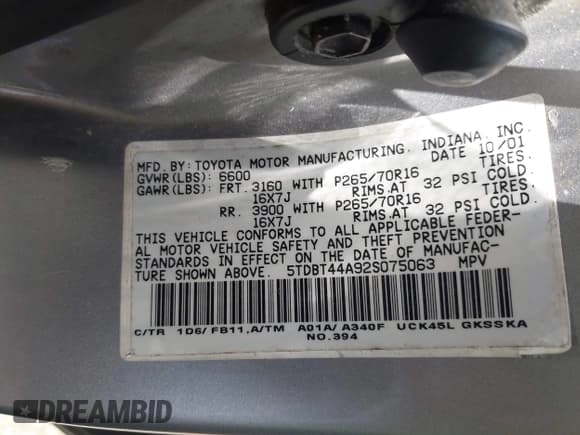 MFD. BY: TOYOTA MOTOR MANUFACTURING, INDIANA, INC.
GVWR(LBS): 6600 DATE 10/01
GAWR(LBS): FRT. 3160 WITH P265/70R16 TIRES.
16X7J RIMS.AT 32 PSI COLD.
RR. 3900 WITH P265/70R16 TIRES.
16X7J RIMS.AT 32 PSI COLD.
THIS VEHICLE CONFORMS TO ALL APPLICABLE FEDER-
AL MOTOR VEHICLE SAFETY AND THEFT PREVENTION
STANDARDS IN EFFECT ON THE DATE OF MANUFAC-
TURE SHOWN ABOVE. 5TDBT44A92S075063 MPV
C/TR 1D6/ FB11,A/TM A01A/ A340F UCK45L GKSSKA
NO.394
DREAMBID